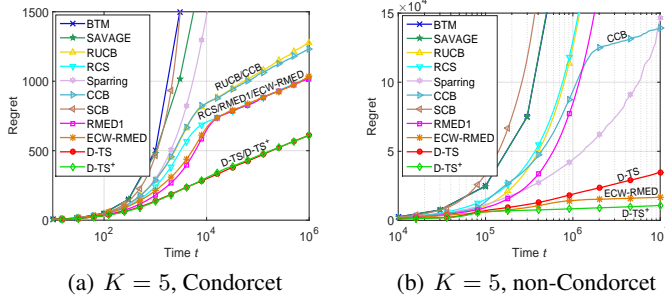 1500
1000
500
0
Regret
BTM
SAVAGE
RUCB
RCS
Sparring
CCB
SCB
RMED1
ECW-RMED
D-TS
D-TS+
RUCB/CCB
RCS/RMED1/ECW-RMED
D-TS/D-TS+
10^2
10^4
10^6
Time t
(a) K = 5, Condorcet
× 10^4
15
10
5
0
Regret
BTM
SAVAGE
RUCB
RCS
Sparring
CCB
SCB
RMED1
ECW-RMED
D-TS
D-TS+
CCB
D-TS
ECW-RMED
D-TS+
10^4
10^5
10^6
Time t
(b) K = 5, non-Condorcet